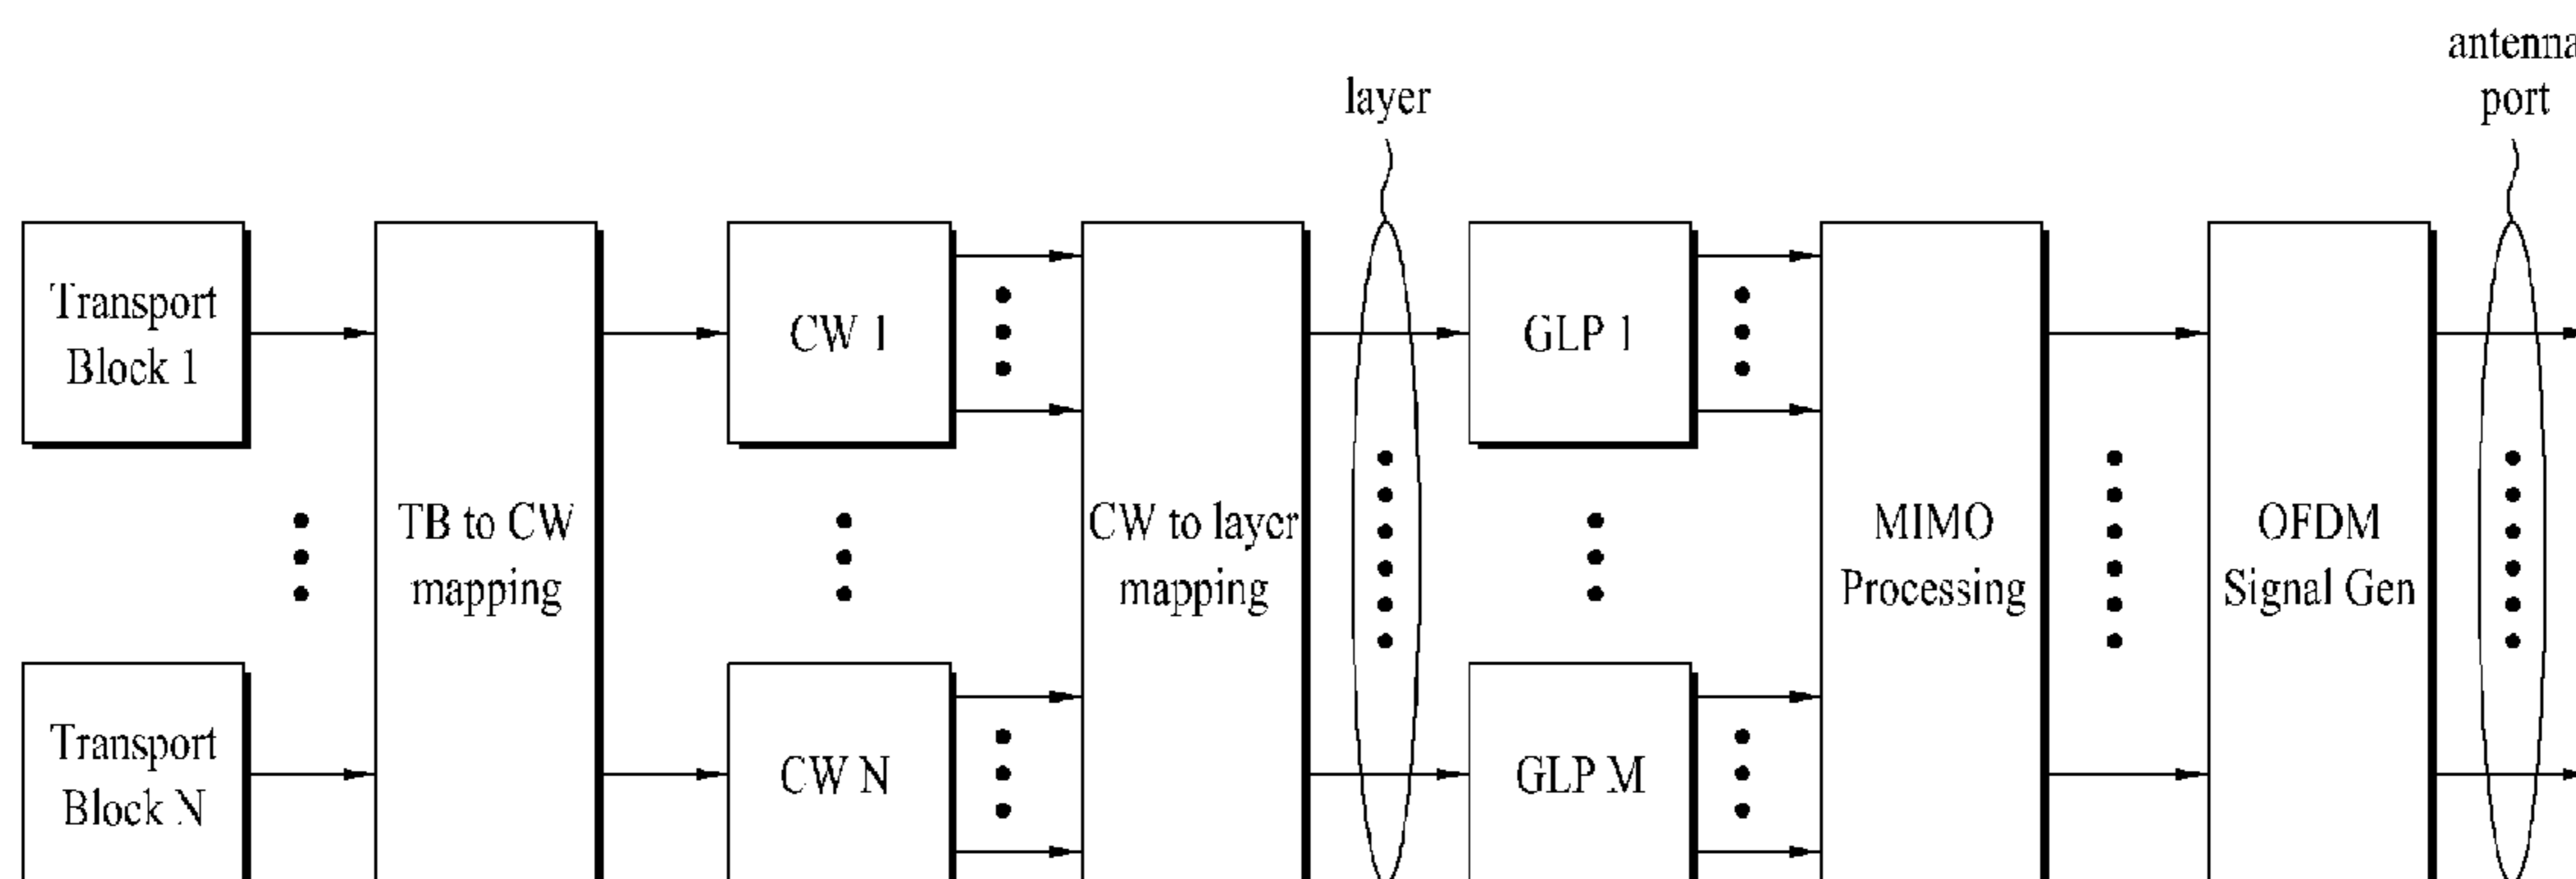 antenna
port
layer
Transport
Block 1
TB to CW
mapping
CW 1
CW to layer
mapping
GLP 1
MIMO
Processing
OFDM
Signal Gen
Transport
Block N
CW N
GLP M